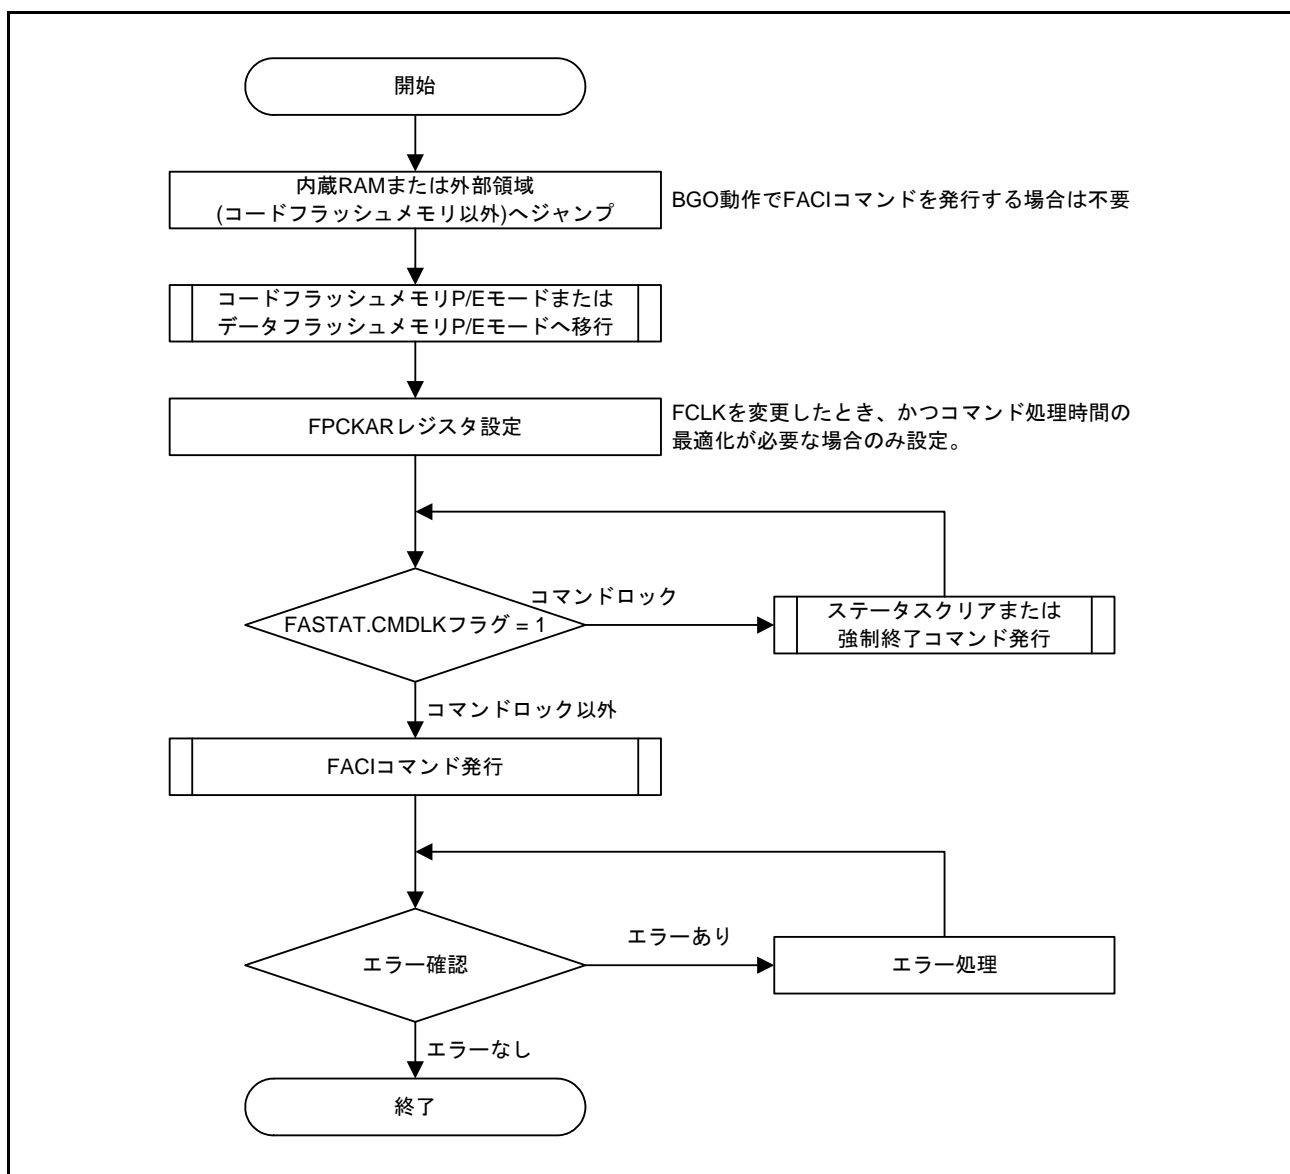 開始
内蔵RAMまたは外部領域
(コードフラッシュメモリ以外)へジャンプ
BGO動作でFACIコマンドを発行する場合は不要
コードフラッシュメモリP/Eモードまたは
データフラッシュメモリP/Eモードへ移行
FPCKARレジスタ設定
FCLKを変更したとき、かつコマンド処理時間の
最適化が必要な場合のみ設定。
FASTAT.CMDLKフラグ = 1
コマンドロック
ステータスクリアまたは
強制終了コマンド発行
コマンドロック以外
FACIコマンド発行
エラー確認
エラーあり
エラー処理
エラーなし
終了